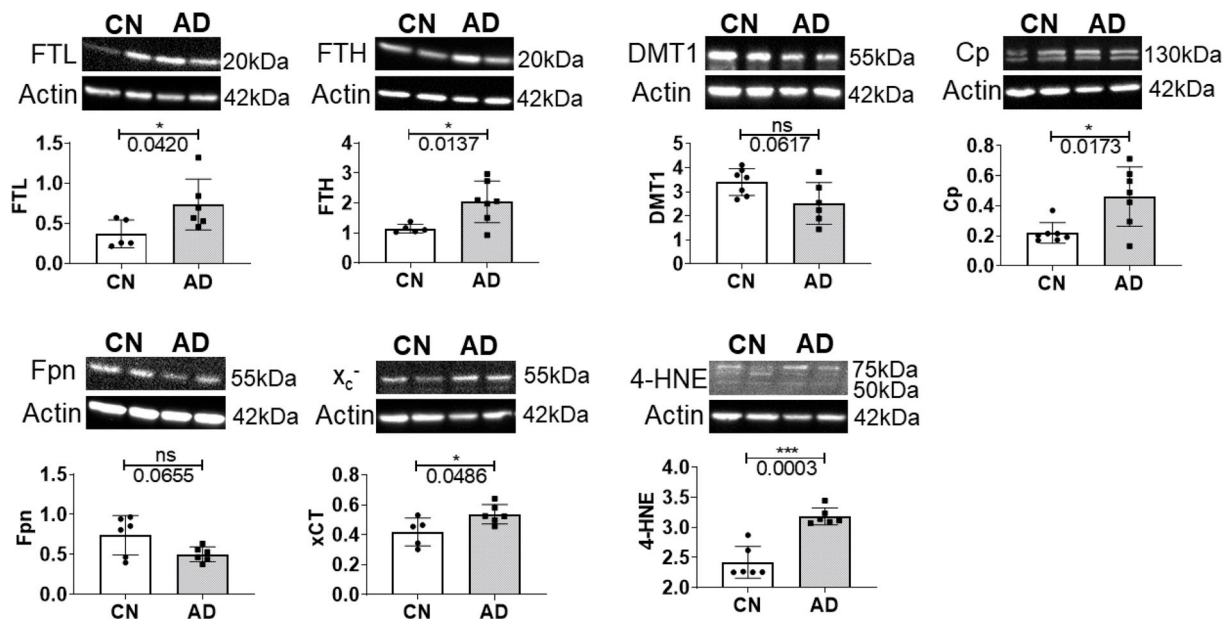 CN AD
FTL 20kDa
Actin 42kDa
*
0.0420
1.5
1.0
0.5
0.0
FTL
CN AD
CN AD
FTH 20kDa
Actin 42kDa
*
0.0137
4
3
2
1
0
FTH
CN AD
CN AD
DMT1 55kDa
Actin 42kDa
ns
0.0617
5
4
3
2
1
0
DMT1
CN AD
CN AD
Cp 130kDa
Actin 42kDa
*
0.0173
0.8
0.6
0.4
0.2
0.0
Cp
CN AD
CN AD
Fpn 55kDa
Actin 42kDa
ns
0.0655
1.5
1.0
0.5
0.0
Fpn
CN AD
CN AD
xc- 55kDa
Actin 42kDa
*
0.0486
0.8
0.6
0.4
0.2
0.0
xCT
CN AD
CN AD
4-HNE 75kDa
50kDa
Actin 42kDa
***
0.0003
4.0
3.5
3.0
2.5
2.0
4-HNE
CN AD